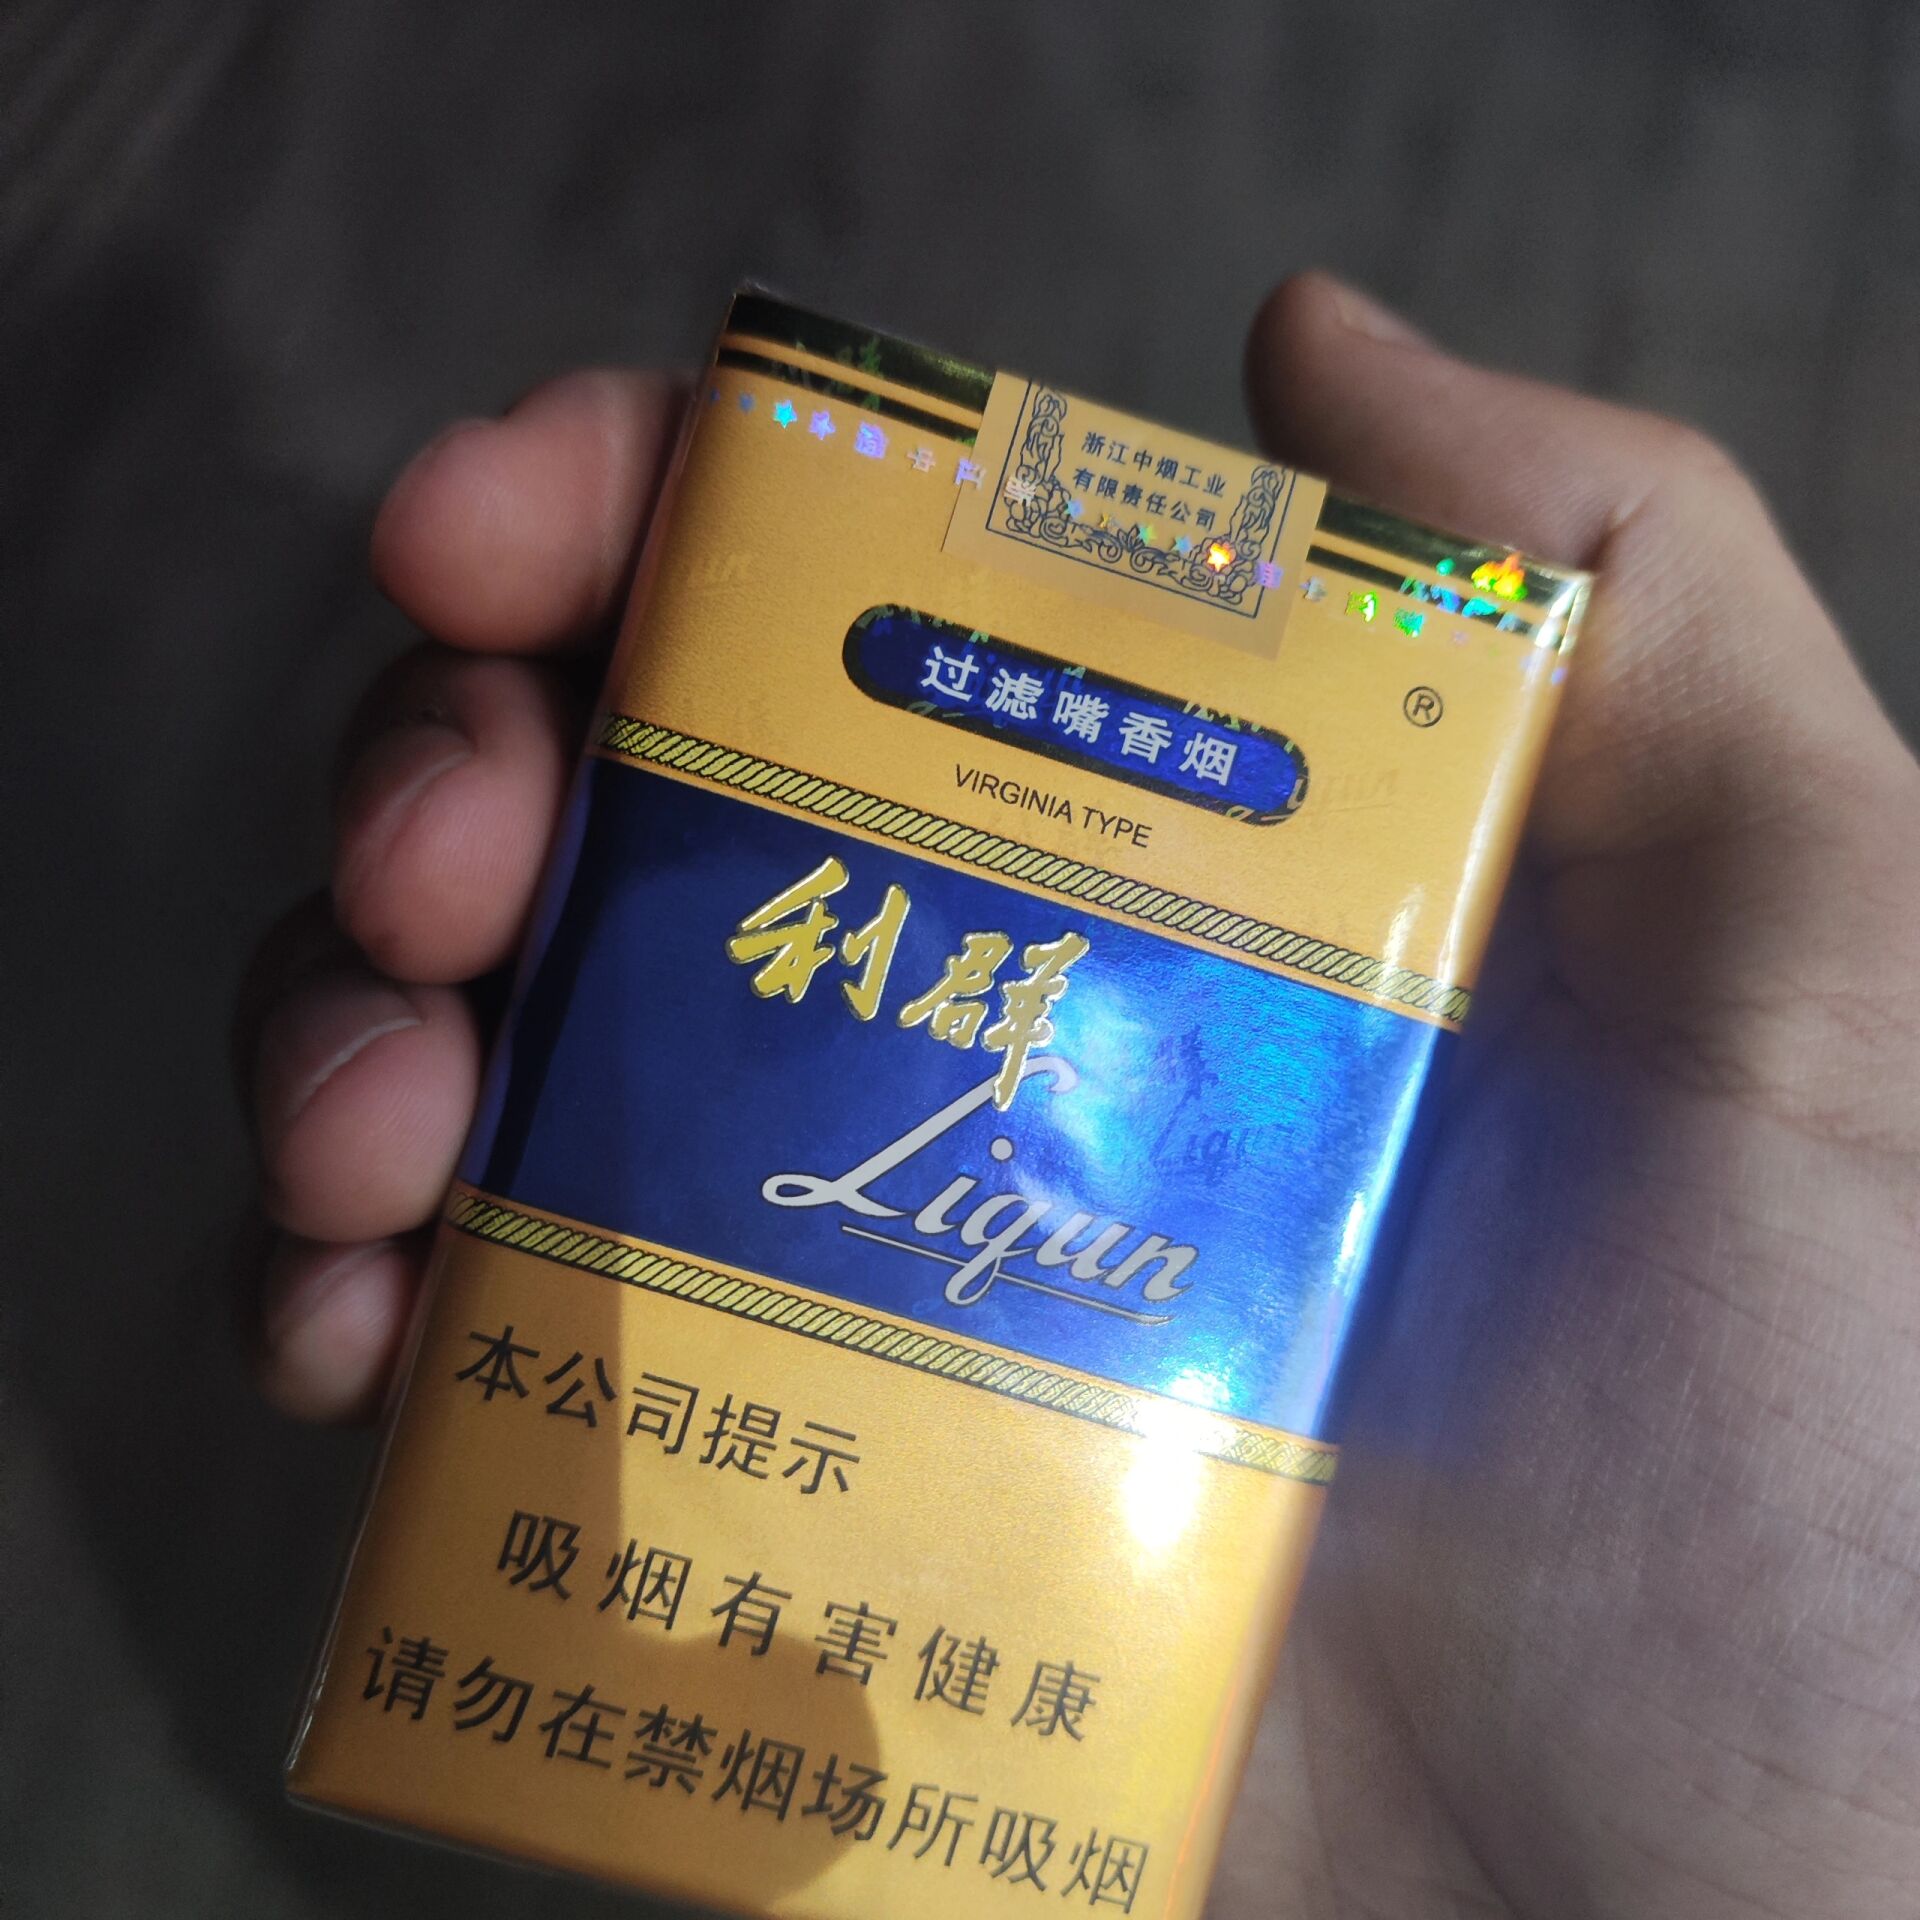 浙江中烟工业
有限责任公司
®
过滤嘴香烟
VIRGINIA TYPE
利群
Liqun
本公司提示
吸烟有害健康
请勿在禁烟场所吸烟